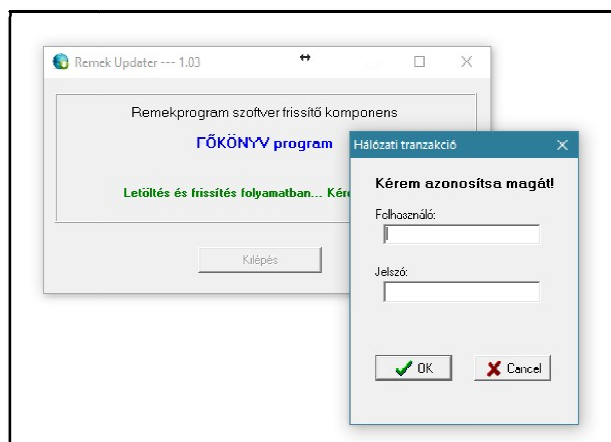 Remek Updater --- 1.03
Remekprogram szoftver frissítő komponens
FŐKÖNYV program
Letöltés és frissítés folyamatban... Kére
Kilépés
Hálózati tranzakció
Kérem azonosítsa magát!
Felhasználó:
Jelszó:
OK
Cancel